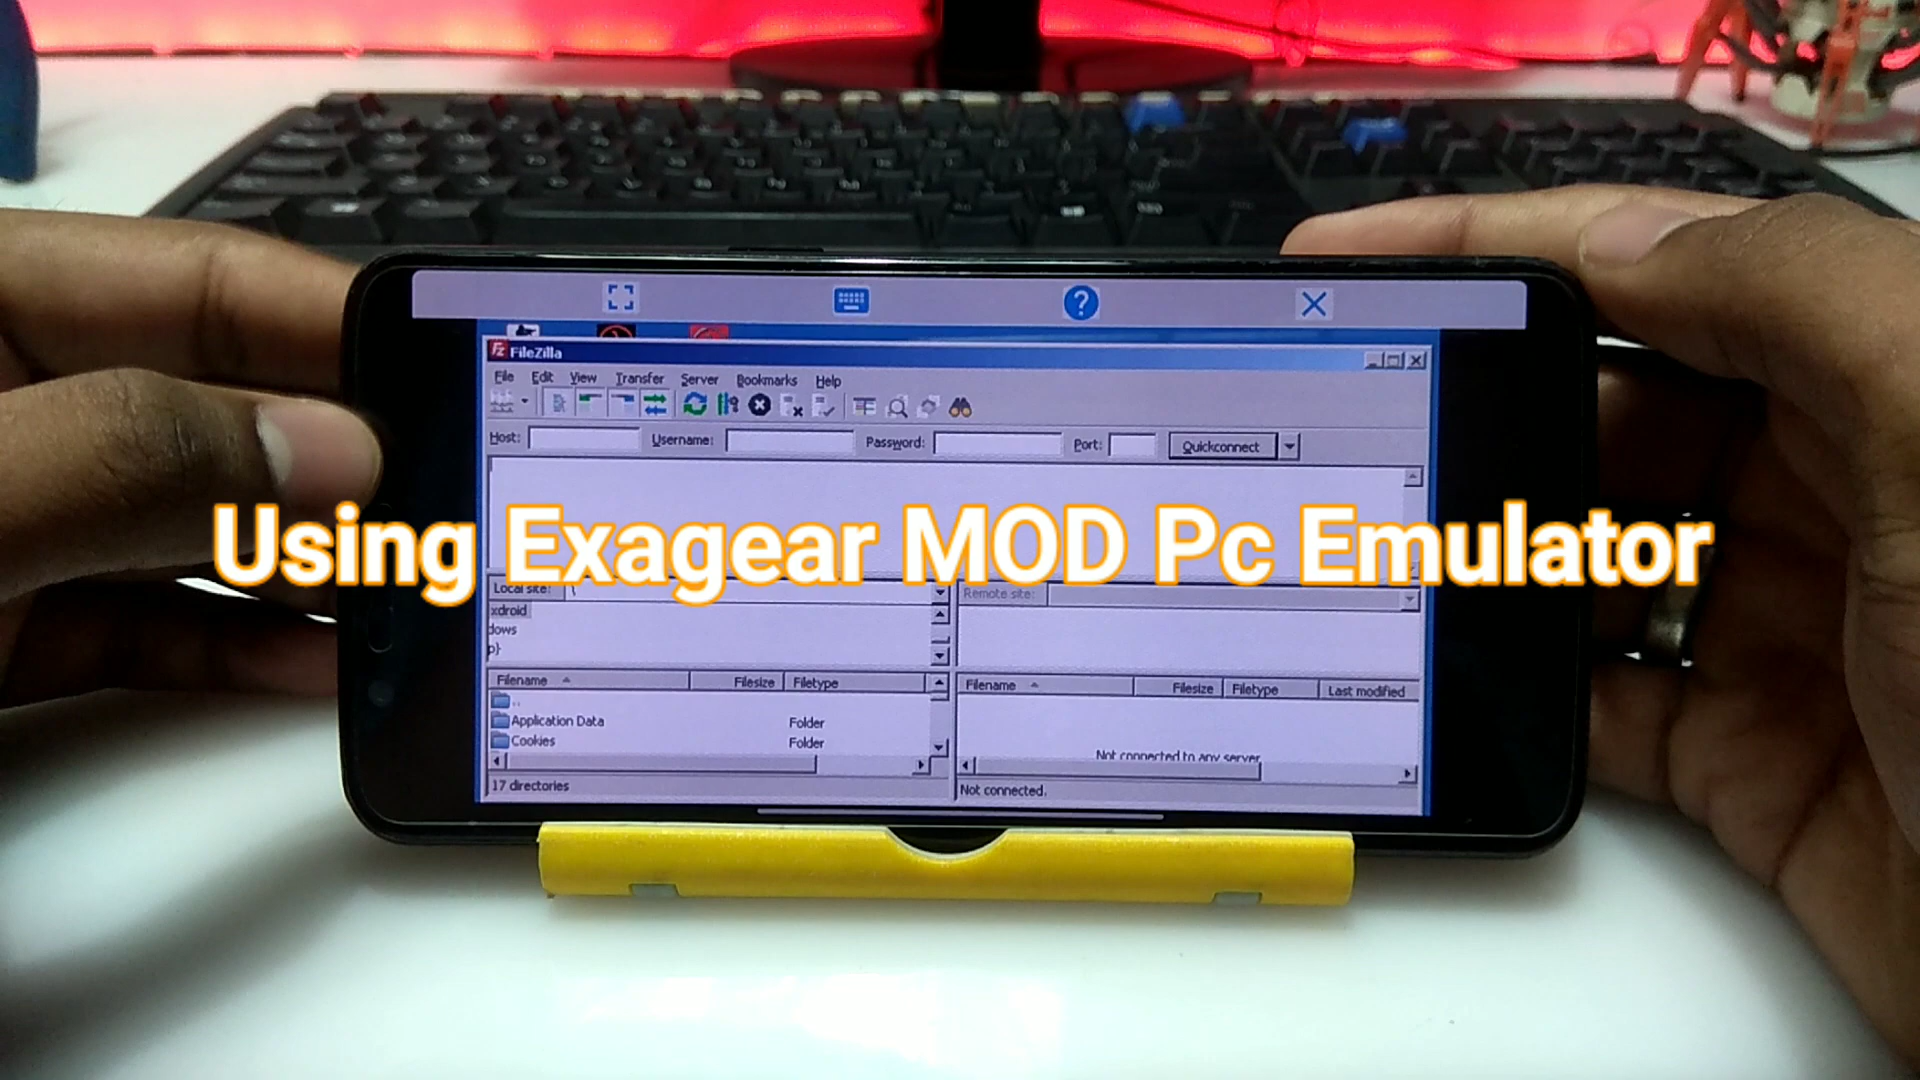 FileZilla
File Edit View Transfer Server Bookmarks Help
Host: Username: Password: Port: Quickconnect
Using Exagear MOD Pc Emulator
Local site: \ Remote site:
xdroid
dows
p}
Filename Filesize Filetype Filename Filesize Filetype Last modified
..
Application Data Folder
Cookies Folder
Not connected to any server
17 directories Not connected.